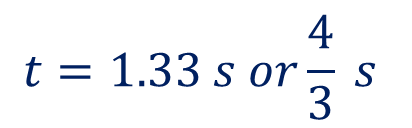 t = 1.33 s or 4/3 s